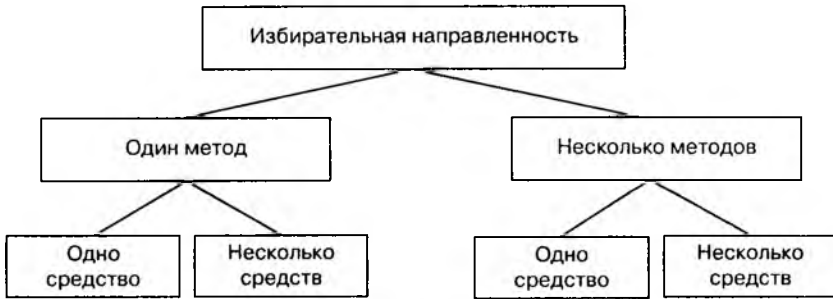 Избирательная направленность
Один метод
Несколько методов
Одно
средство
Несколько
средств
Одно
средство
Несколько
средств